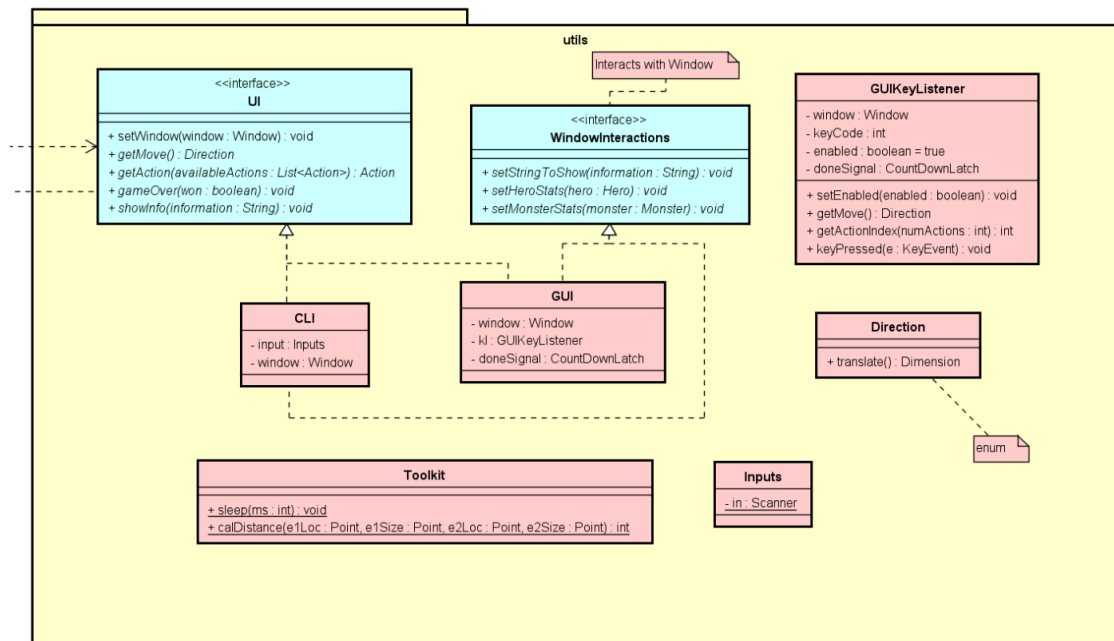 utils
Interacts with Window
<<interface>>
UI
+ setWindow(window : Window) : void
+ getMove() : Direction
+ getAction(availableActions : List<Action>) : Action
+ gameOver(won : boolean) : void
+ showInfo(information : String) : void
<<interface>>
WindowInteractions
+ setStringToShow(information : String) : void
+ setHeroStats(hero : Hero) : void
+ setMonsterStats(monster : Monster) : void
GUIKeyListener
- window : Window
- keyCode : int
- enabled : boolean = true
- doneSignal : CountDownLatch
+ setEnabled(enabled : boolean) : void
+ getMove() : Direction
+ getActionIndex(numActions : int) : int
+ keyPressed(e : KeyEvent) : void
CLI
- input : Inputs
- window : Window
GUI
- window : Window
- kl : GUIKeyListener
- doneSignal : CountDownLatch
Direction
+ translate() : Dimension
enum
Toolkit
+ sleep(ms : int) : void
+ calDistance(e1Loc : Point, e1Size : Point, e2Loc : Point, e2Size : Point) : int
Inputs
- in : Scanner